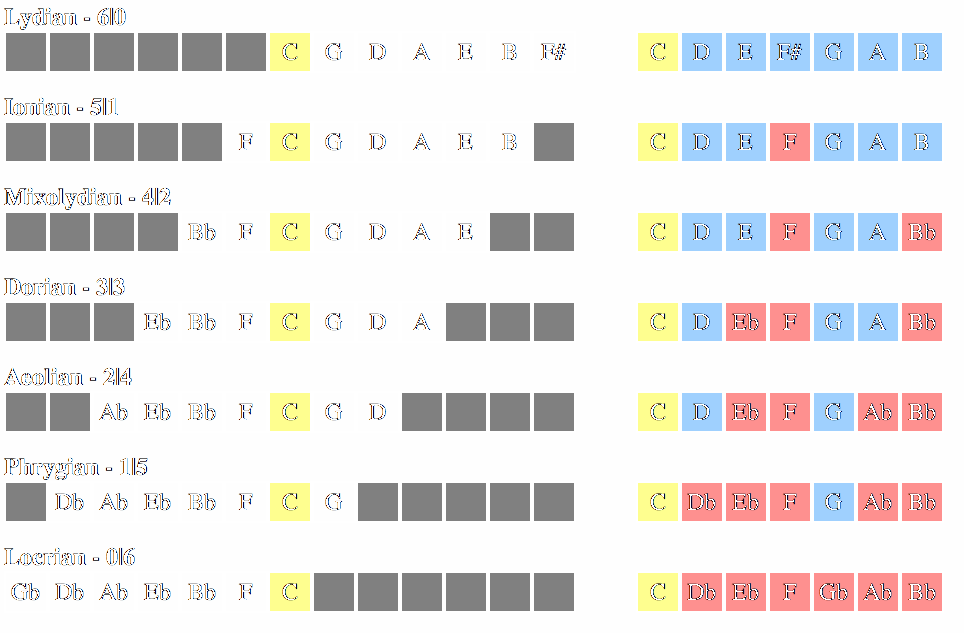 Lydian - 6|0
C G D A E B F# C D E F# G A B
Ionian - 5|1
F C G D A E B C D E F G A B
Mixolydian - 4|2
Bb F C G D A E C D E F G A Bb
Dorian - 3|3
Eb Bb F C G D A C D Eb F G A Bb
Aeolian - 2|4
Ab Eb Bb F C G D C D Eb F G Ab Bb
Phrygian - 1|5
Db Ab Eb Bb F C G C Db Eb F G Ab Bb
Locrian - 0|6
Gb Db Ab Eb Bb F C C Db Eb F Gb Ab Bb